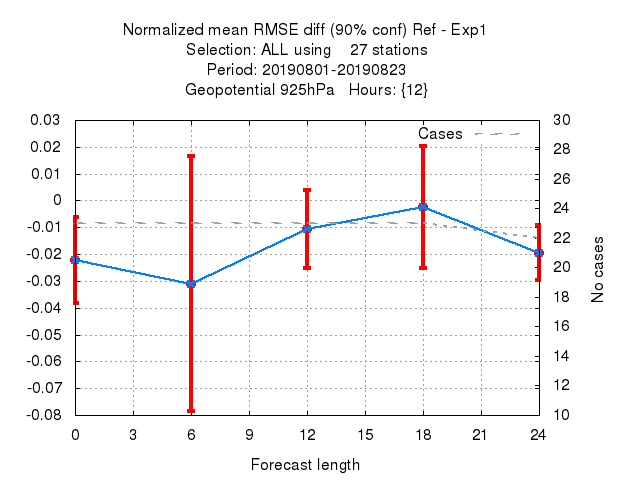 Normalized mean RMSE diff (90% conf) Ref - Exp1
Selection: ALL using    27 stations
Period: 20190801-20190823
Geopotential 925hPa   Hours: {12}
0.03
0.02
0.01
0
-0.01
-0.02
-0.03
-0.04
-0.05
-0.06
-0.07
-0.08
Cases
30
28
26
24
22
20
18
16
14
12
10
No cases
0 3 6 9 12 15 18 21 24
Forecast length